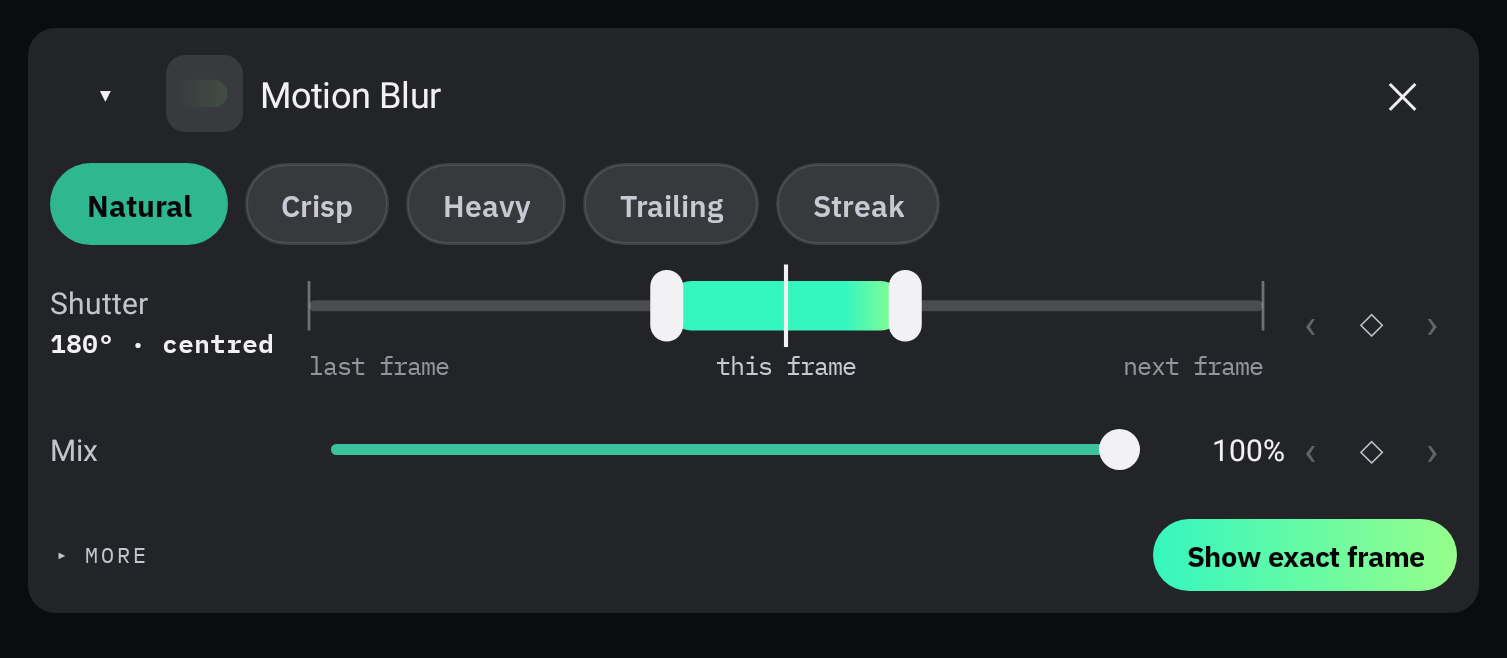 Motion Blur
Natural Crisp Heavy Trailing Streak
Shutter
180° · centred
last frame this frame next frame
Mix 100%
MORE Show exact frame